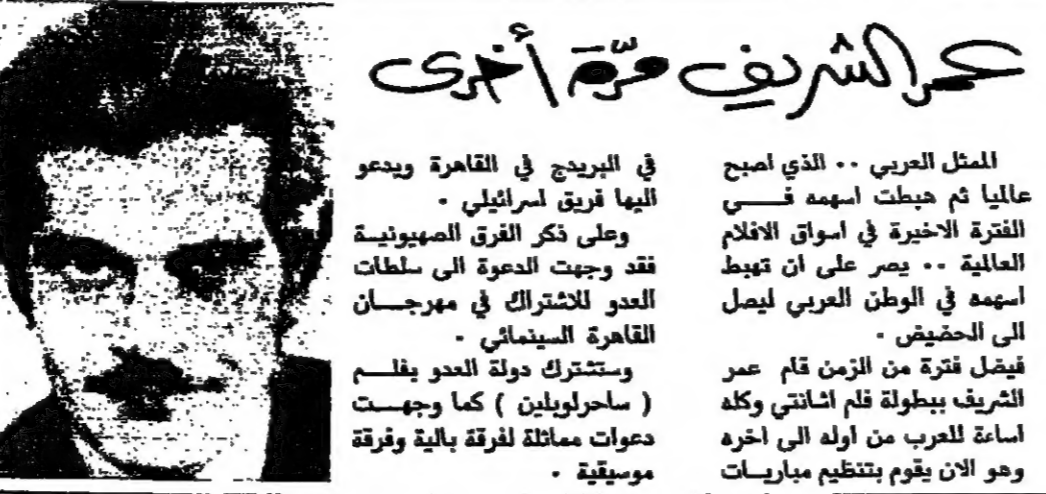 عمر الشريف مرّة أخرى
الممثل العربي .. الذي اصبح
عالميا ثم هبطت اسهمه في
الفترة الاخيرة في اسواق الافلام
العالمية .. يصر على ان تهبط
اسهمه في الوطن العربي ليصل
الى الحضيض .
فيضل فترة من الزمن قام عمر
الشريف ببطولة فلم اشانتي وكله
اساءة للعرب من اوله الى اخره
وهو الان يقوم بتنظيم مباريات
في البريدج في القاهرة ويدعو
اليها فريق اسرائيلي .
وعلى ذكر الفرق الصهيونية
فقد وجهت الدعوة الى سلطات
العدو للاشتراك في مهرجان
القاهرة السينمائي .
وستشترك دولة العدو بفلم
( ساحرلوبلين ) كما وجهت
دعوات مماثلة لفرقة بالية وفرقة
موسيقية .